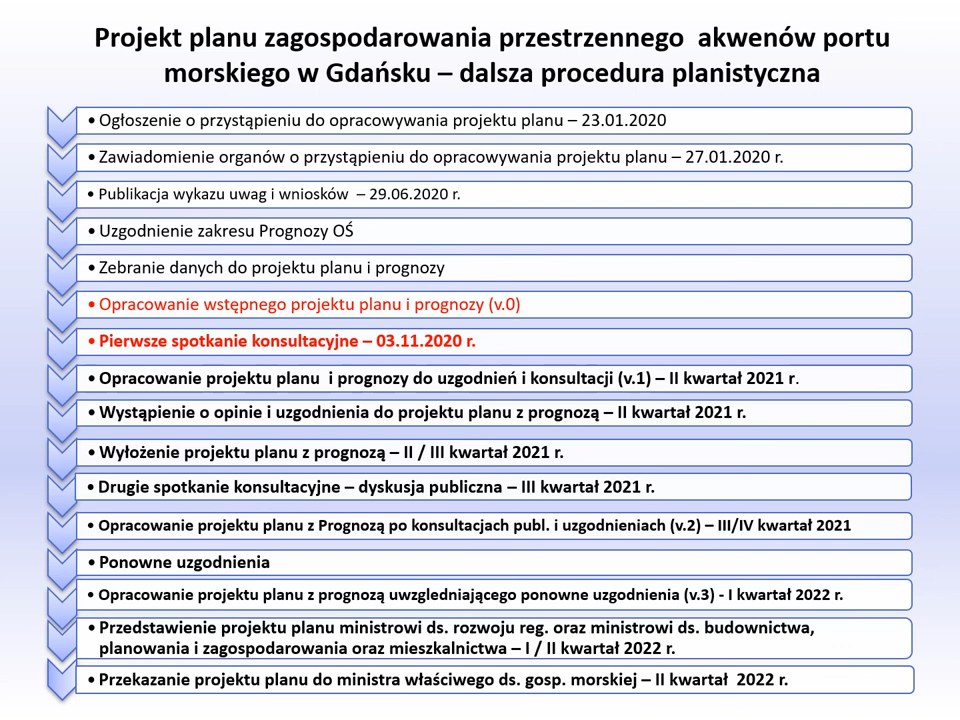 Projekt planu zagospodarowania przestrzennego akwenów portu
morskiego w Gdańsku – dalsza procedura planistyczna
• Ogłoszenie o przystąpieniu do opracowywania projektu planu – 23.01.2020
• Zawiadomienie organów o przystąpieniu do opracowywania projektu planu – 27.01.2020 r.
• Publikacja wykazu uwag i wniosków – 29.06.2020 r.
• Uzgodnienie zakresu Prognozy OŚ
• Zebranie danych do projektu planu i prognozy
• Opracowanie wstępnego projektu planu i prognozy (v.0)
• Pierwsze spotkanie konsultacyjne – 03.11.2020 r.
• Opracowanie projektu planu i prognozy do uzgodnień i konsultacji (v.1) – II kwartał 2021 r.
• Wystąpienie o opinie i uzgodnienia do projektu planu z prognozą – II kwartał 2021 r.
• Wyłożenie projektu planu z prognozą – II / III kwartał 2021 r.
• Drugie spotkanie konsultacyjne – dyskusja publiczna – III kwartał 2021 r.
• Opracowanie projektu planu z Prognozą po konsultacjach publ. i uzgodnieniach (v.2) – III/IV kwartał 2021
• Ponowne uzgodnienia
• Opracowanie projektu planu z prognozą uwzgledniającego ponowne uzgodnienia (v.3) - I kwartał 2022 r.
• Przedstawienie projektu planu ministrowi ds. rozwoju reg. oraz ministrowi ds. budownictwa,
planowania i zagospodarowania oraz mieszkalnictwa – I / II kwartał 2022 r.
• Przekazanie projektu planu do ministra właściwego ds. gosp. morskiej – II kwartał 2022 r.